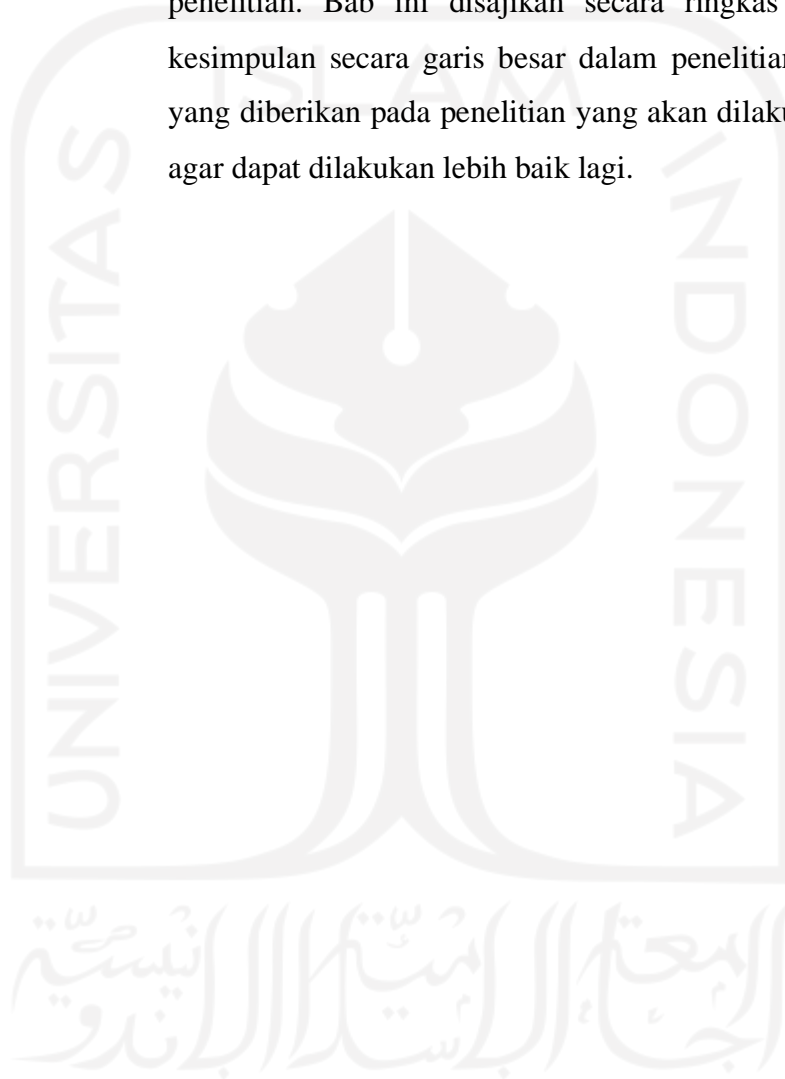 penelitian. Bab ini disajikan secara ringkas
kesimpulan secara garis besar dalam penelitian
yang diberikan pada penelitian yang akan
agar dapat dilakukan lebih baik lagi.
ISLAM
UNIVERSITAS
INDONESIA